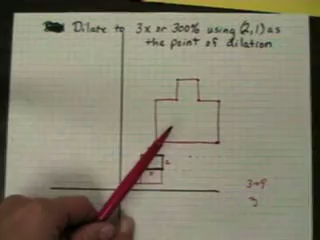 Dilate to 3x or 300% using (2,1) as
the point of dilation
3→9